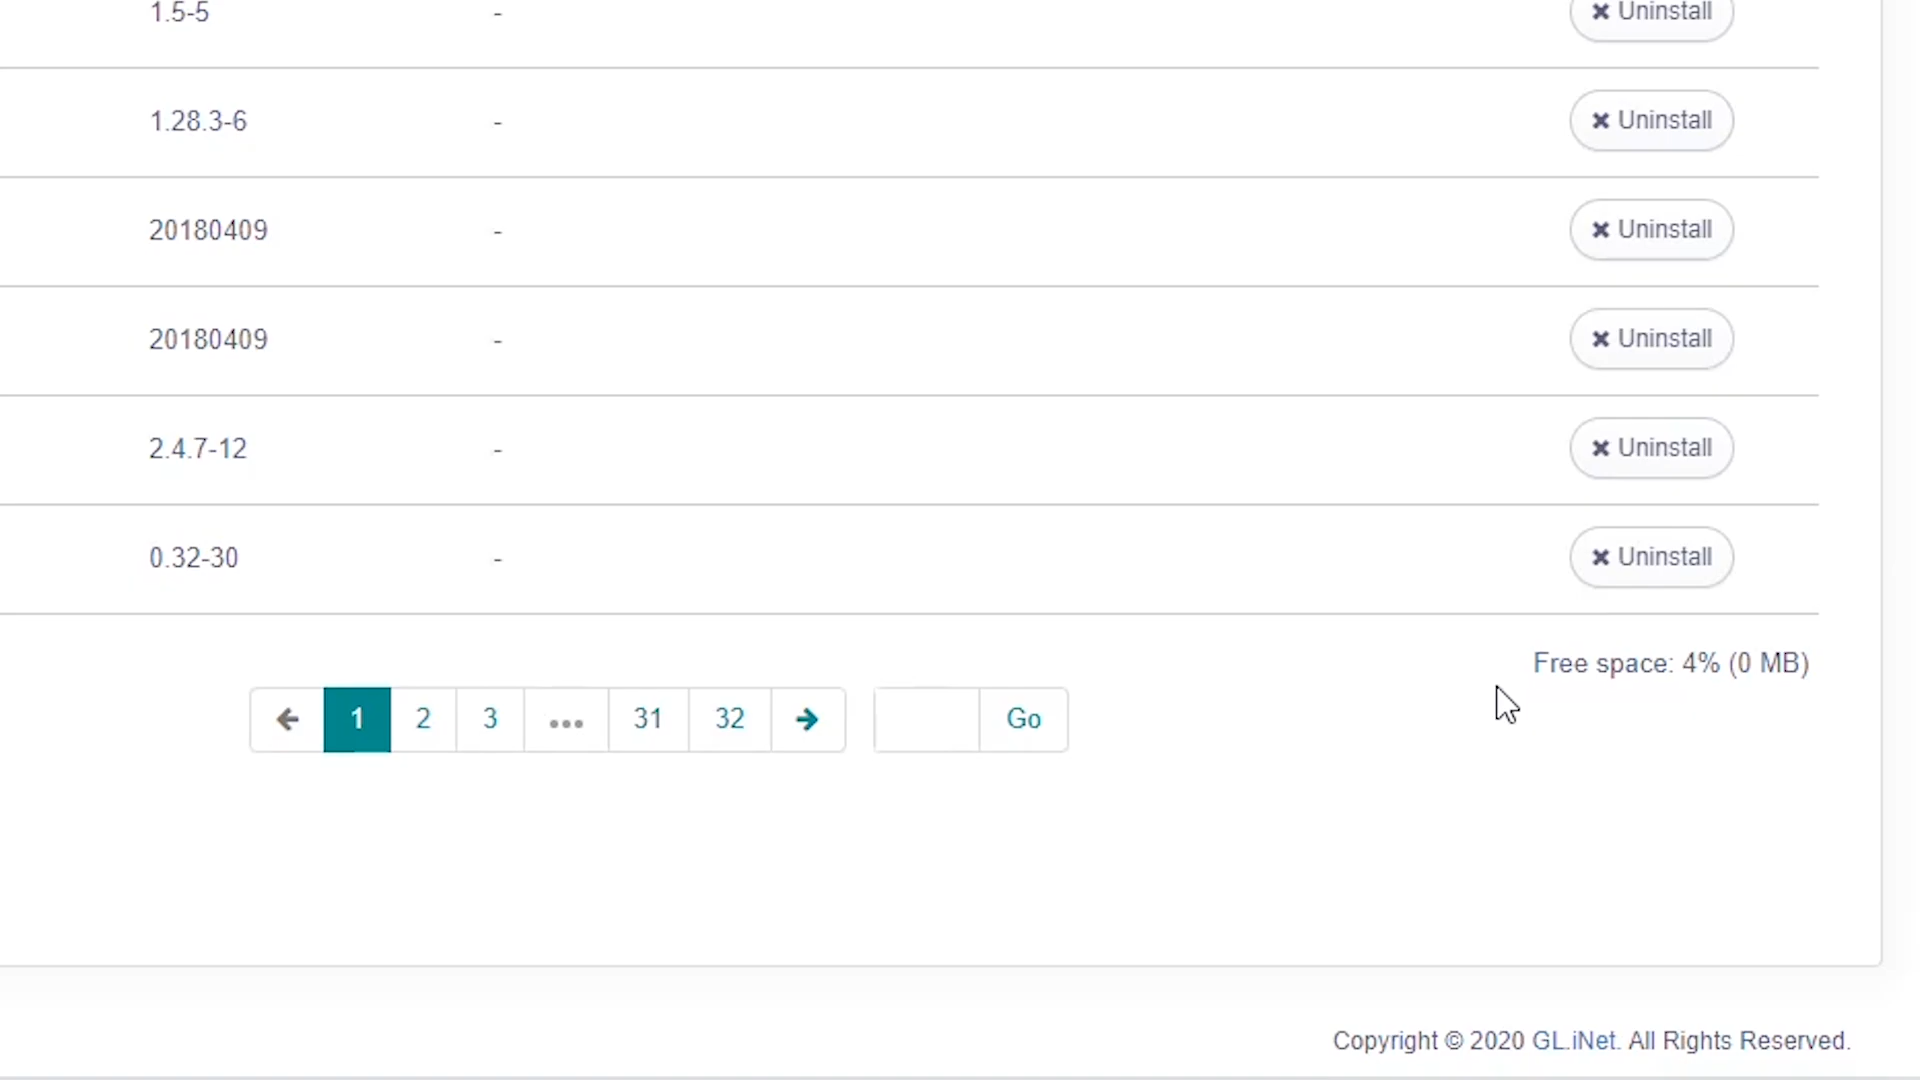 1.5-5 - Uninstall
1.28.3-6 - Uninstall
20180409 - Uninstall
20180409 - Uninstall
2.4.7-12 - Uninstall
0.32-30 - Uninstall
Free space: 4% (0 MB)
1 2 3 ... 31 32 Go
Copyright © 2020 GL.iNet. All Rights Reserved.